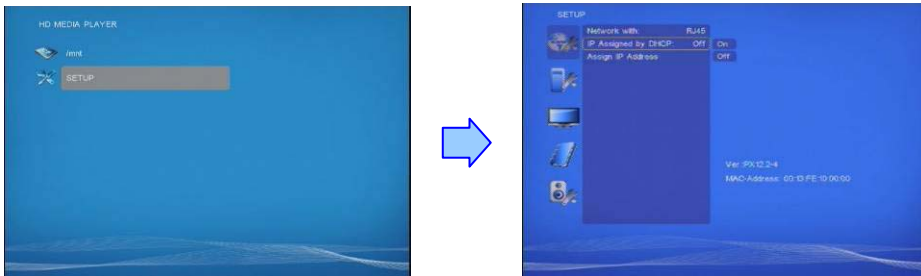 HD MEDIA PLAYER
/mnt
SETUP
SETUP
Network with: RJ45
IP Assigned by DHCP: Off On
Assign IP Address Off
Ver :PX12.2-4
MAC-Address: 00:13:FE:10:00:00